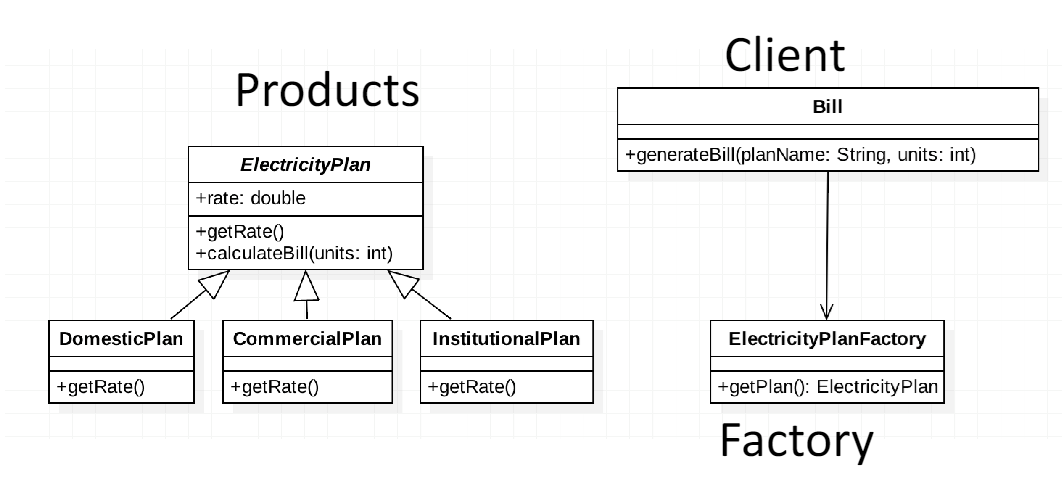 Products
ElectricityPlan
+rate: double
+getRate()
+calculateBill(units: int)
DomesticPlan
+getRate()
CommercialPlan
+getRate()
InstitutionalPlan
+getRate()
Client
Bill
+generateBill(planName: String, units: int)
ElectricityPlanFactory
+getPlan(): ElectricityPlan
Factory